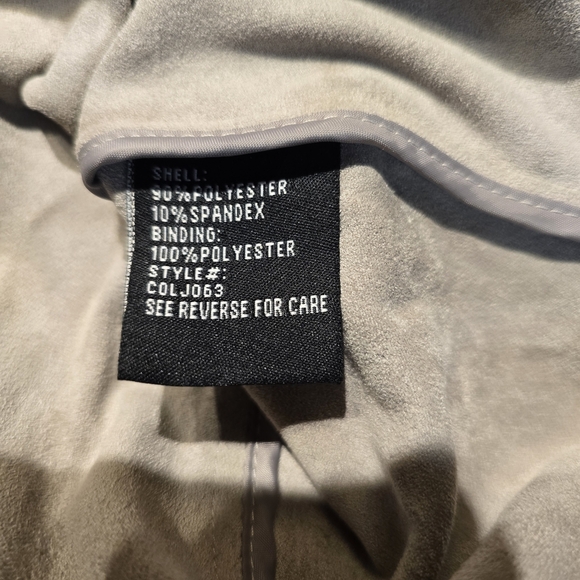 SHELL:
90%POLYESTER
10%SPANDEX
BINDING:
100%POLYESTER
STYLE#:
COLJ063
SEE REVERSE FOR CARE